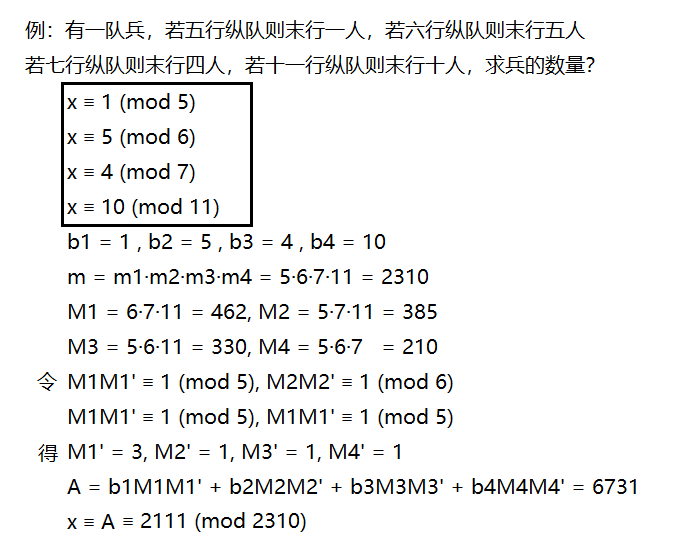 例：有一队兵，若五行纵队则末行一人，若六行纵队则末行五人
若七行纵队则末行四人，若十一行纵队则末行十人，求兵的数量？
x ≡ 1 (mod 5)
x ≡ 5 (mod 6)
x ≡ 4 (mod 7)
x ≡ 10 (mod 11)
b1 = 1 , b2 = 5 , b3 = 4 , b4 = 10
m = m1·m2·m3·m4 = 5·6·7·11 = 2310
M1 = 6·7·11 = 462, M2 = 5·7·11 = 385
M3 = 5·6·11 = 330, M4 = 5·6·7 = 210
令 M1M1' ≡ 1 (mod 5), M2M2' ≡ 1 (mod 6)
M1M1' ≡ 1 (mod 5), M1M1' ≡ 1 (mod 5)
得 M1' = 3, M2' = 1, M3' = 1, M4' = 1
A = b1M1M1' + b2M2M2' + b3M3M3' + b4M4M4' = 6731
x ≡ A ≡ 2111 (mod 2310)